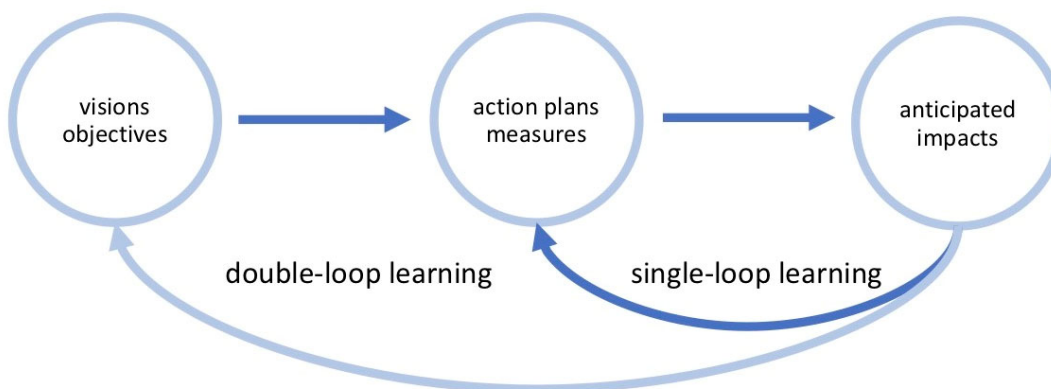 visions
objectives
action plans
measures
anticipated
impacts
double-loop learning
single-loop learning